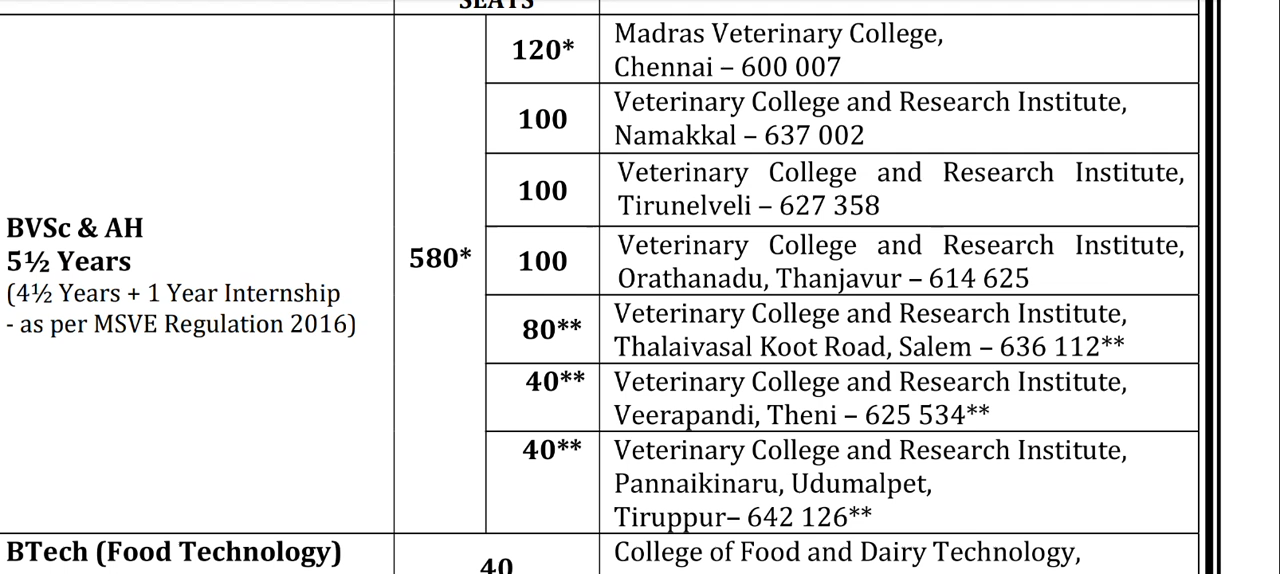 SEATS
120*
Madras Veterinary College,
Chennai – 600 007
100
Veterinary College and Research Institute,
Namakkal – 637 002
100
Veterinary College and Research Institute,
Tirunelveli – 627 358
BVSc & AH
5½ Years
(4½ Years + 1 Year Internship
- as per MSVE Regulation 2016)
580*
100
Veterinary College and Research Institute,
Orathanadu, Thanjavur – 614 625
80**
Veterinary College and Research Institute,
Thalaivasal Koot Road, Salem – 636 112**
40**
Veterinary College and Research Institute,
Veerapandi, Theni – 625 534**
40**
Veterinary College and Research Institute,
Pannaikinaru, Udumalpet,
Tiruppur– 642 126**
BTech (Food Technology)
40
College of Food and Dairy Technology,